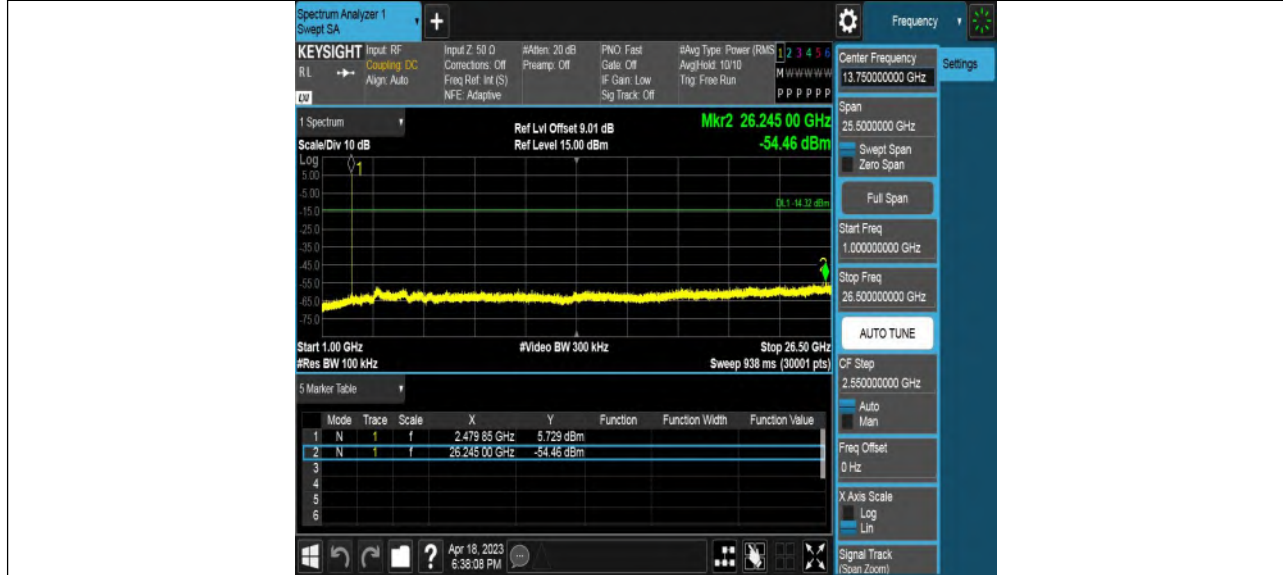 Spectrum Analyzer 1
Swept SA
Frequency
KEYSIGHT
RL
Input: RF
Coupling: DC
Align: Auto
Input Z: 50 Ω
Corrections: Off
Freq Ref: Int (S)
NFE: Adaptive
#Atten: 20 dB
Preamp: Off
PNO: Fast
Gate: Off
IF Gain: Low
Sig Track: Off
#Avg Type: Power (RMS
Avg|Hold: 10/10
Trig: Free Run
1 2 3 4 5 6
M W W W W W
P P P P P P
1 Spectrum
Scale/Div 10 dB
Ref Lvl Offset 9.01 dB
Ref Level 15.00 dBm
Mkr2 26.245 00 GHz
-54.46 dBm
Log
5.00
-5.00
-15.0
-25.0
-35.0
-45.0
-55.0
-65.0
-75.0
1
2
DL1 -14.32 dBm
Start 1.00 GHz
#Video BW 300 kHz
Stop 26.50 GHz
#Res BW 100 kHz
Sweep 938 ms (30001 pts)
5 Marker Table
Mode Trace Scale X Y Function Function Width Function Value
1 N 1 f 2.479 85 GHz 5.729 dBm
2 N 1 f 26.245 00 GHz -54.46 dBm
3
4
5
6
Apr 18, 2023
6:38:08 PM
Center Frequency
13.750000000 GHz
Settings
Span
25.5000000 GHz
Swept Span
Zero Span
Full Span
Start Freq
1.000000000 GHz
Stop Freq
26.500000000 GHz
AUTO TUNE
CF Step
2.550000000 GHz
Auto
Man
Freq Offset
0 Hz
X Axis Scale
Log
Lin
Signal Track
(Span Zoom)